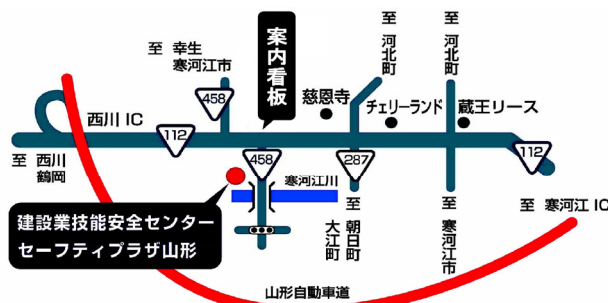 至 幸生
寒河江市
458
案内看板
至 河北町
至 河北町
慈恩寺
チェリーランド
蔵王リース
西川 IC
112
458
287
112
至 西川
鶴岡
寒河江川
建設業技能安全センター
セーフティプラザ山形
至 朝日町
大江町
至 寒河江市
至 寒河江 IC
山形自動車道